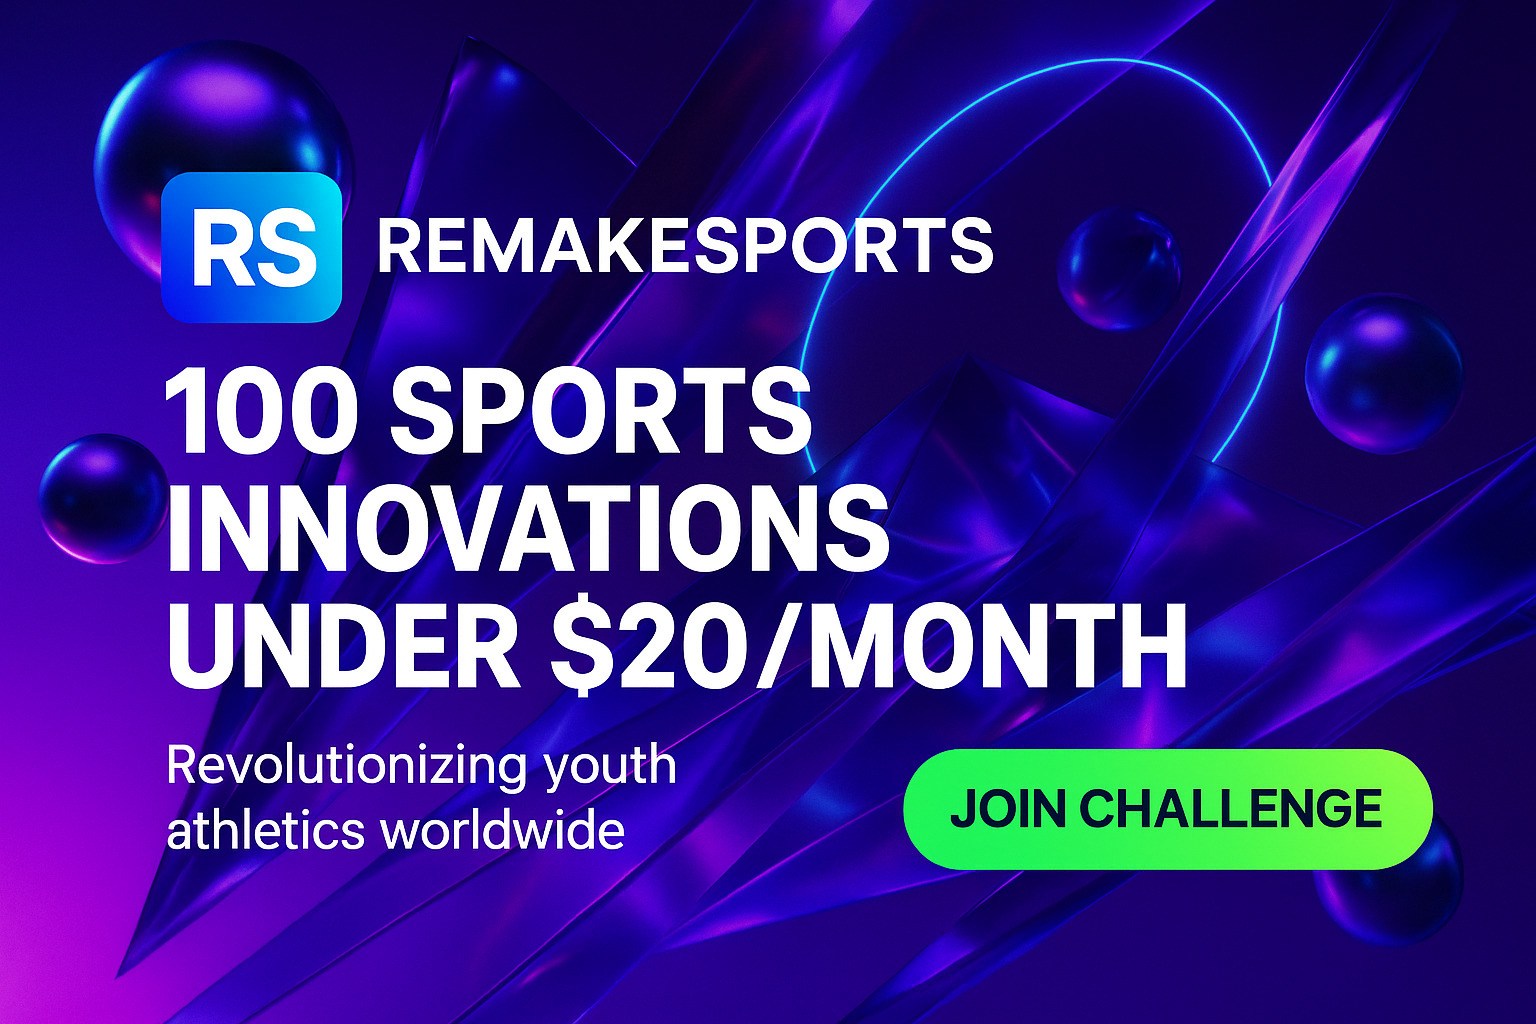 RS
REMAKESPORTS
100 SPORTS
INNOVATIONS
UNDER $20/MONTH
Revolutionizing youth
athletics worldwide
JOIN CHALLENGE